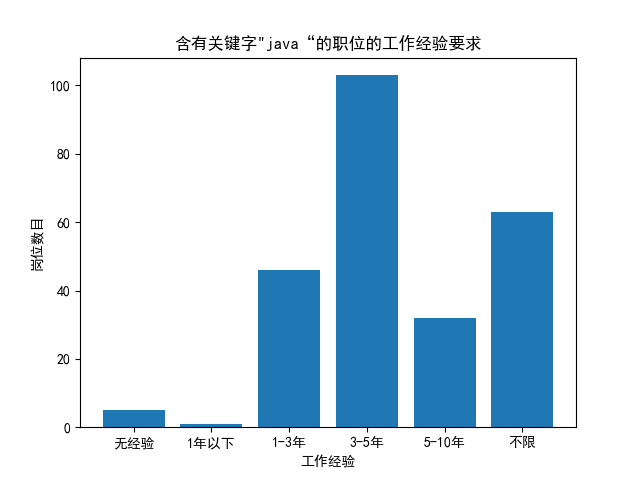 含有关键字"java“的职位的工作经验要求
岗位数目
100
80
60
40
20
0
无经验 1年以下 1-3年 3-5年 5-10年 不限
工作经验